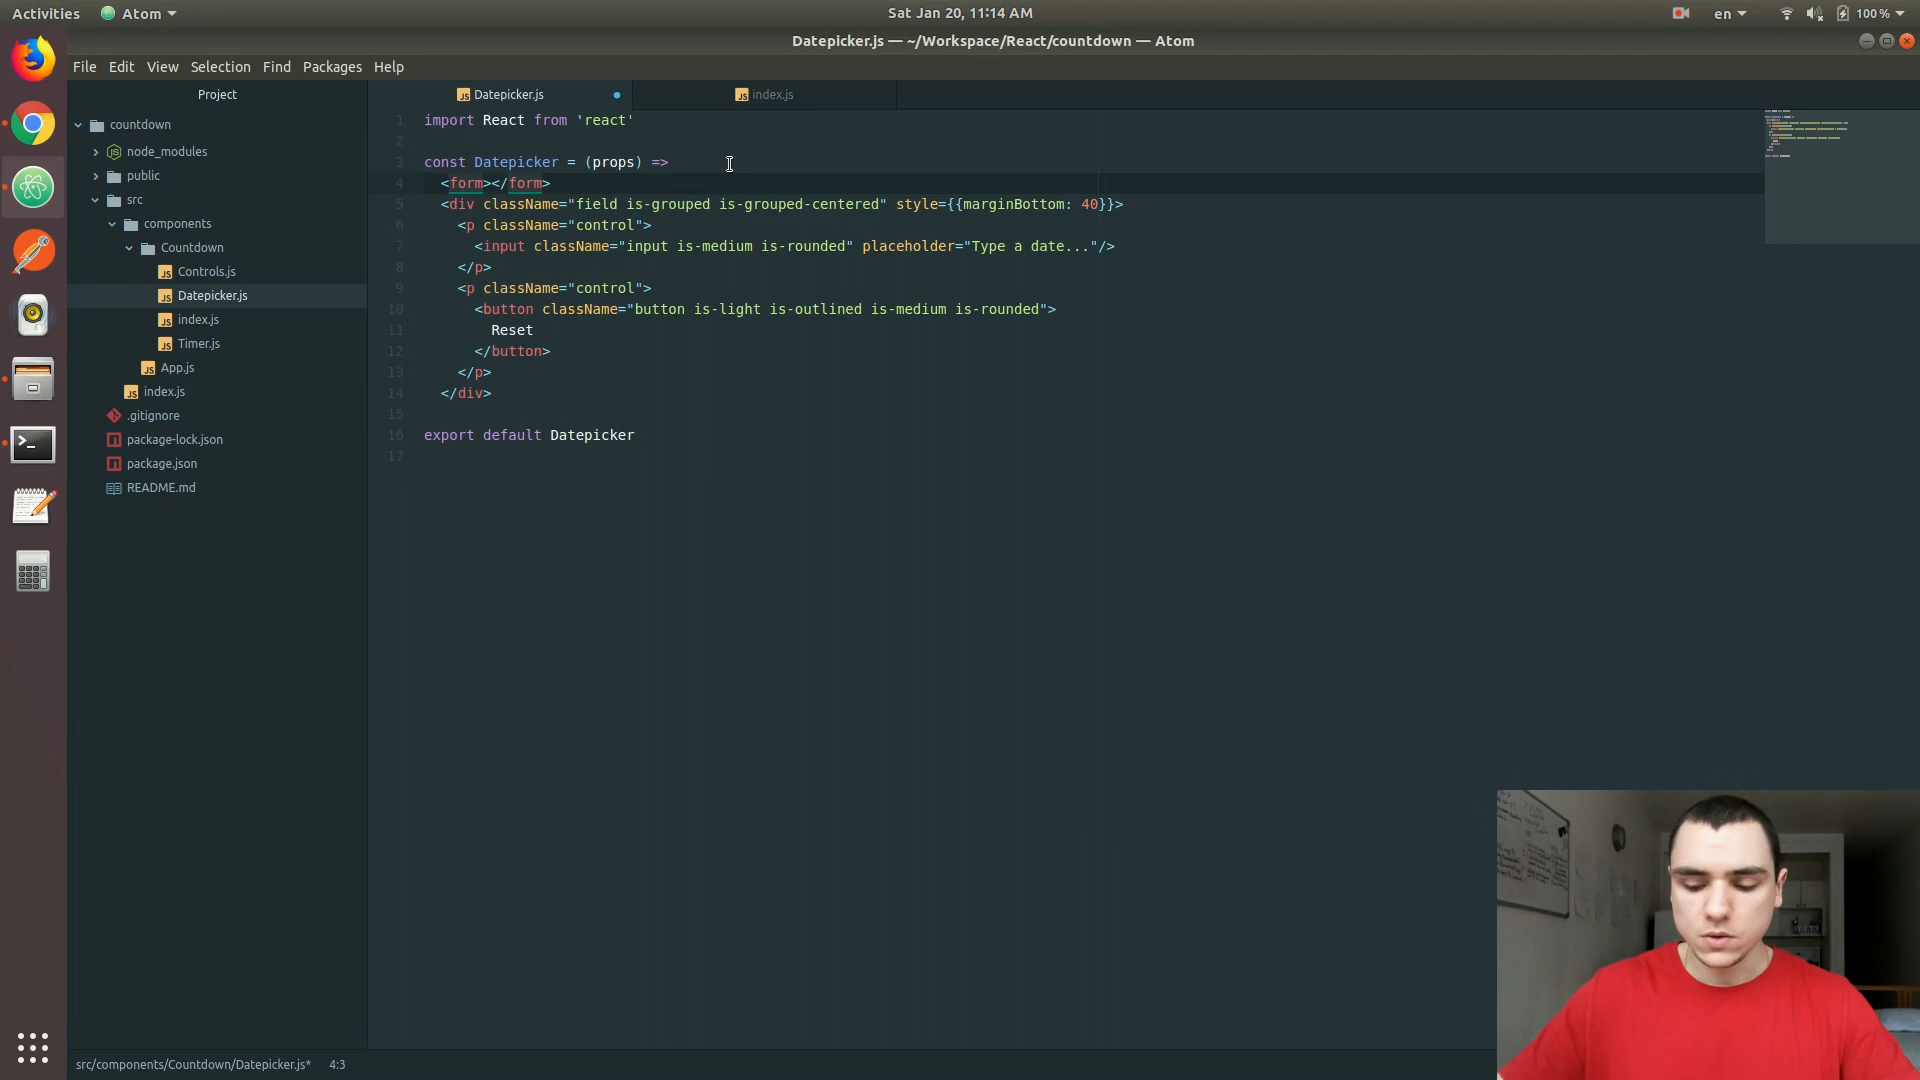 Activities Atom Sat Jan 20, 11:14 AM en 100 %
Datepicker.js — ~/Workspace/React/countdown — Atom
File Edit View Selection Find Packages Help
Project
countdown
node_modules
public
src
components
Countdown
Controls.js
Datepicker.js
index.js
Timer.js
App.js
index.js
.gitignore
package-lock.json
package.json
README.md
Datepicker.js index.js
1 import React from 'react'
2
3 const Datepicker = (props) =>
4 <form></form>
5 <div className="field is-grouped is-grouped-centered" style={{marginBottom: 40}}>
6 <p className="control">
7 <input className="input is-medium is-rounded" placeholder="Type a date..."/>
8 </p>
9 <p className="control">
10 <button className="button is-light is-outlined is-medium is-rounded">
11 Reset
12 </button>
13 </p>
14 </div>
15
16 export default Datepicker
17
src/components/Countdown/Datepicker.js* 4:3